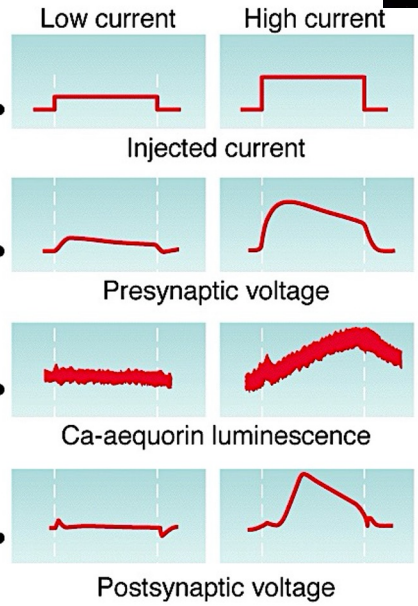 Low current High current
Injected current
Presynaptic voltage
Ca-aequorin luminescence
Postsynaptic voltage